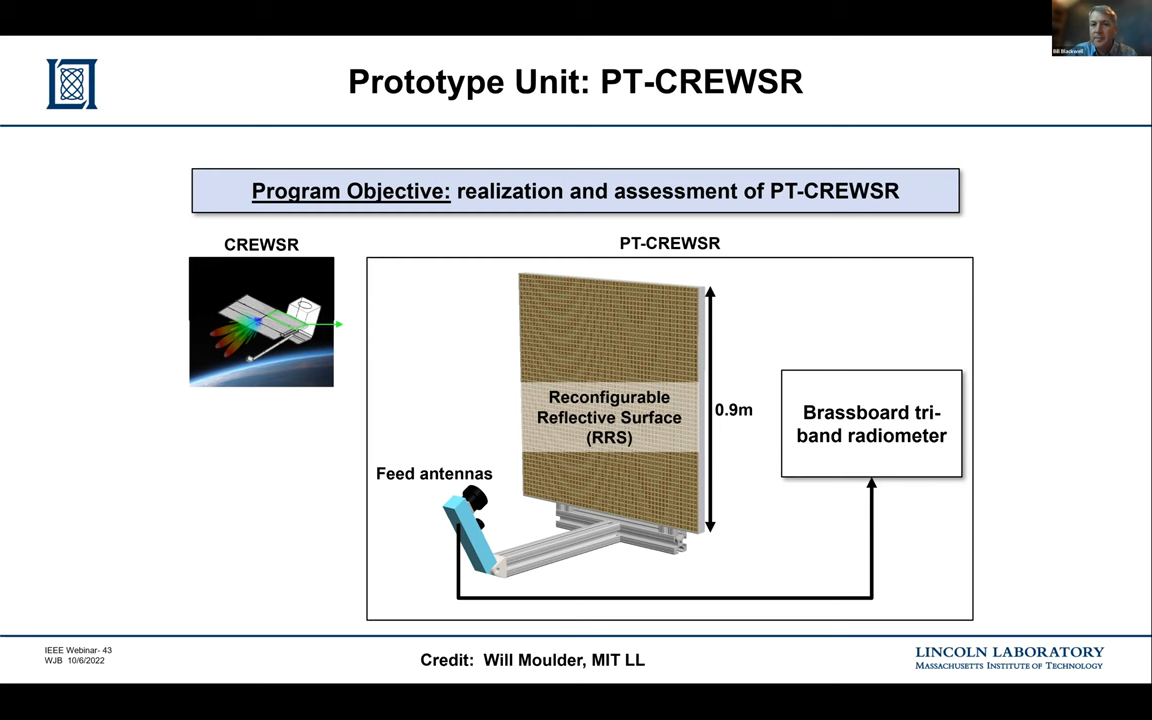 Bill Blackwell
Prototype Unit: PT-CREWSR
Program Objective: realization and assessment of PT-CREWSR
CREWSR
PT-CREWSR
Reconfigurable
Reflective Surface
(RRS)
0.9m
Brassboard tri-
band radiometer
Feed antennas
IEEE Webinar- 43
WJB 10/6/2022
Credit: Will Moulder, MIT LL
LINCOLN LABORATORY
MASSACHUSETTS INSTITUTE OF TECHNOLOGY